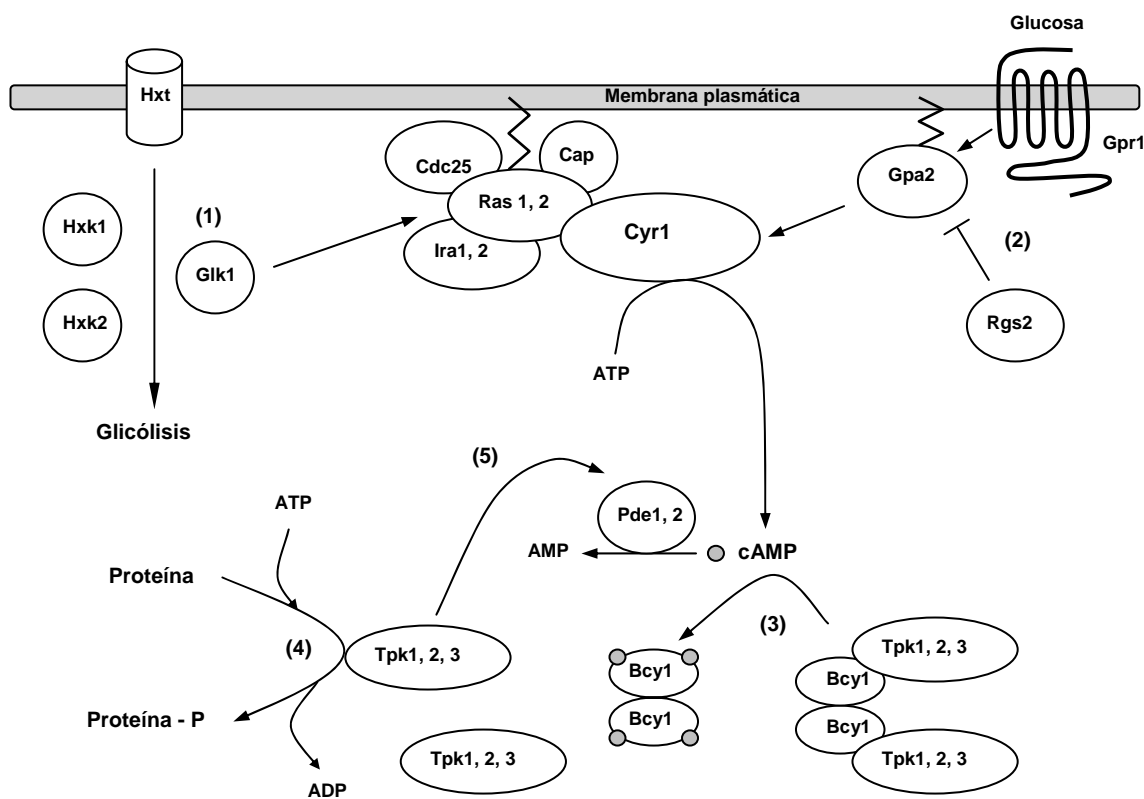 Glucosa
Hxt
Membrana plasmática
Gpr1
Cdc25
Cap
Gpa2
Ras 1, 2
Hxk1
(1)
Cyr1
(2)
Ira1, 2
Glk1
Hxk2
Rgs2
ATP
Glicólisis
(5)
ATP
Pde1, 2
AMP
cAMP
Proteína
(3)
(4)
Tpk1, 2, 3
Bcy1
Tpk1, 2, 3
Bcy1
Proteína - P
Bcy1
Bcy1
Tpk1, 2, 3
Tpk1, 2, 3
ADP